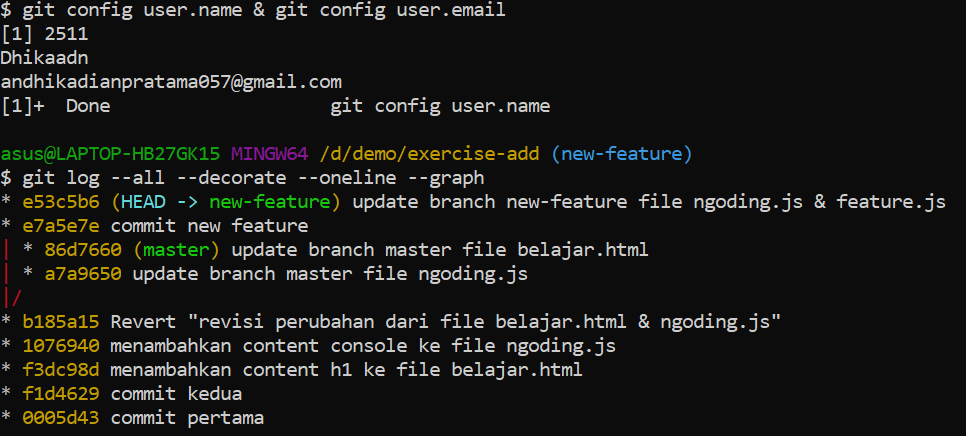 $ git config user.name & git config user.email
[1] 2511
Dhikaadn
andhikadianpratama057@gmail.com
[1]+  Done                    git config user.name
asus@LAPTOP-HB27GK15 MINGW64 /d/demo/exercise-add (new-feature)
$ git log --all --decorate --oneline --graph
* e53c5b6 (HEAD -> new-feature) update branch new-feature file ngoding.js & feature.js
* e7a5e7e commit new feature
| * 86d7660 (master) update branch master file belajar.html
| * a7a9650 update branch master file ngoding.js
|/
* b185a15 Revert "revisi perubahan dari file belajar.html & ngoding.js"
* 1076940 menambahkan content console ke file ngoding.js
* f3dc98d menambahkan content h1 ke file belajar.html
* f1d4629 commit kedua
* 0005d43 commit pertama